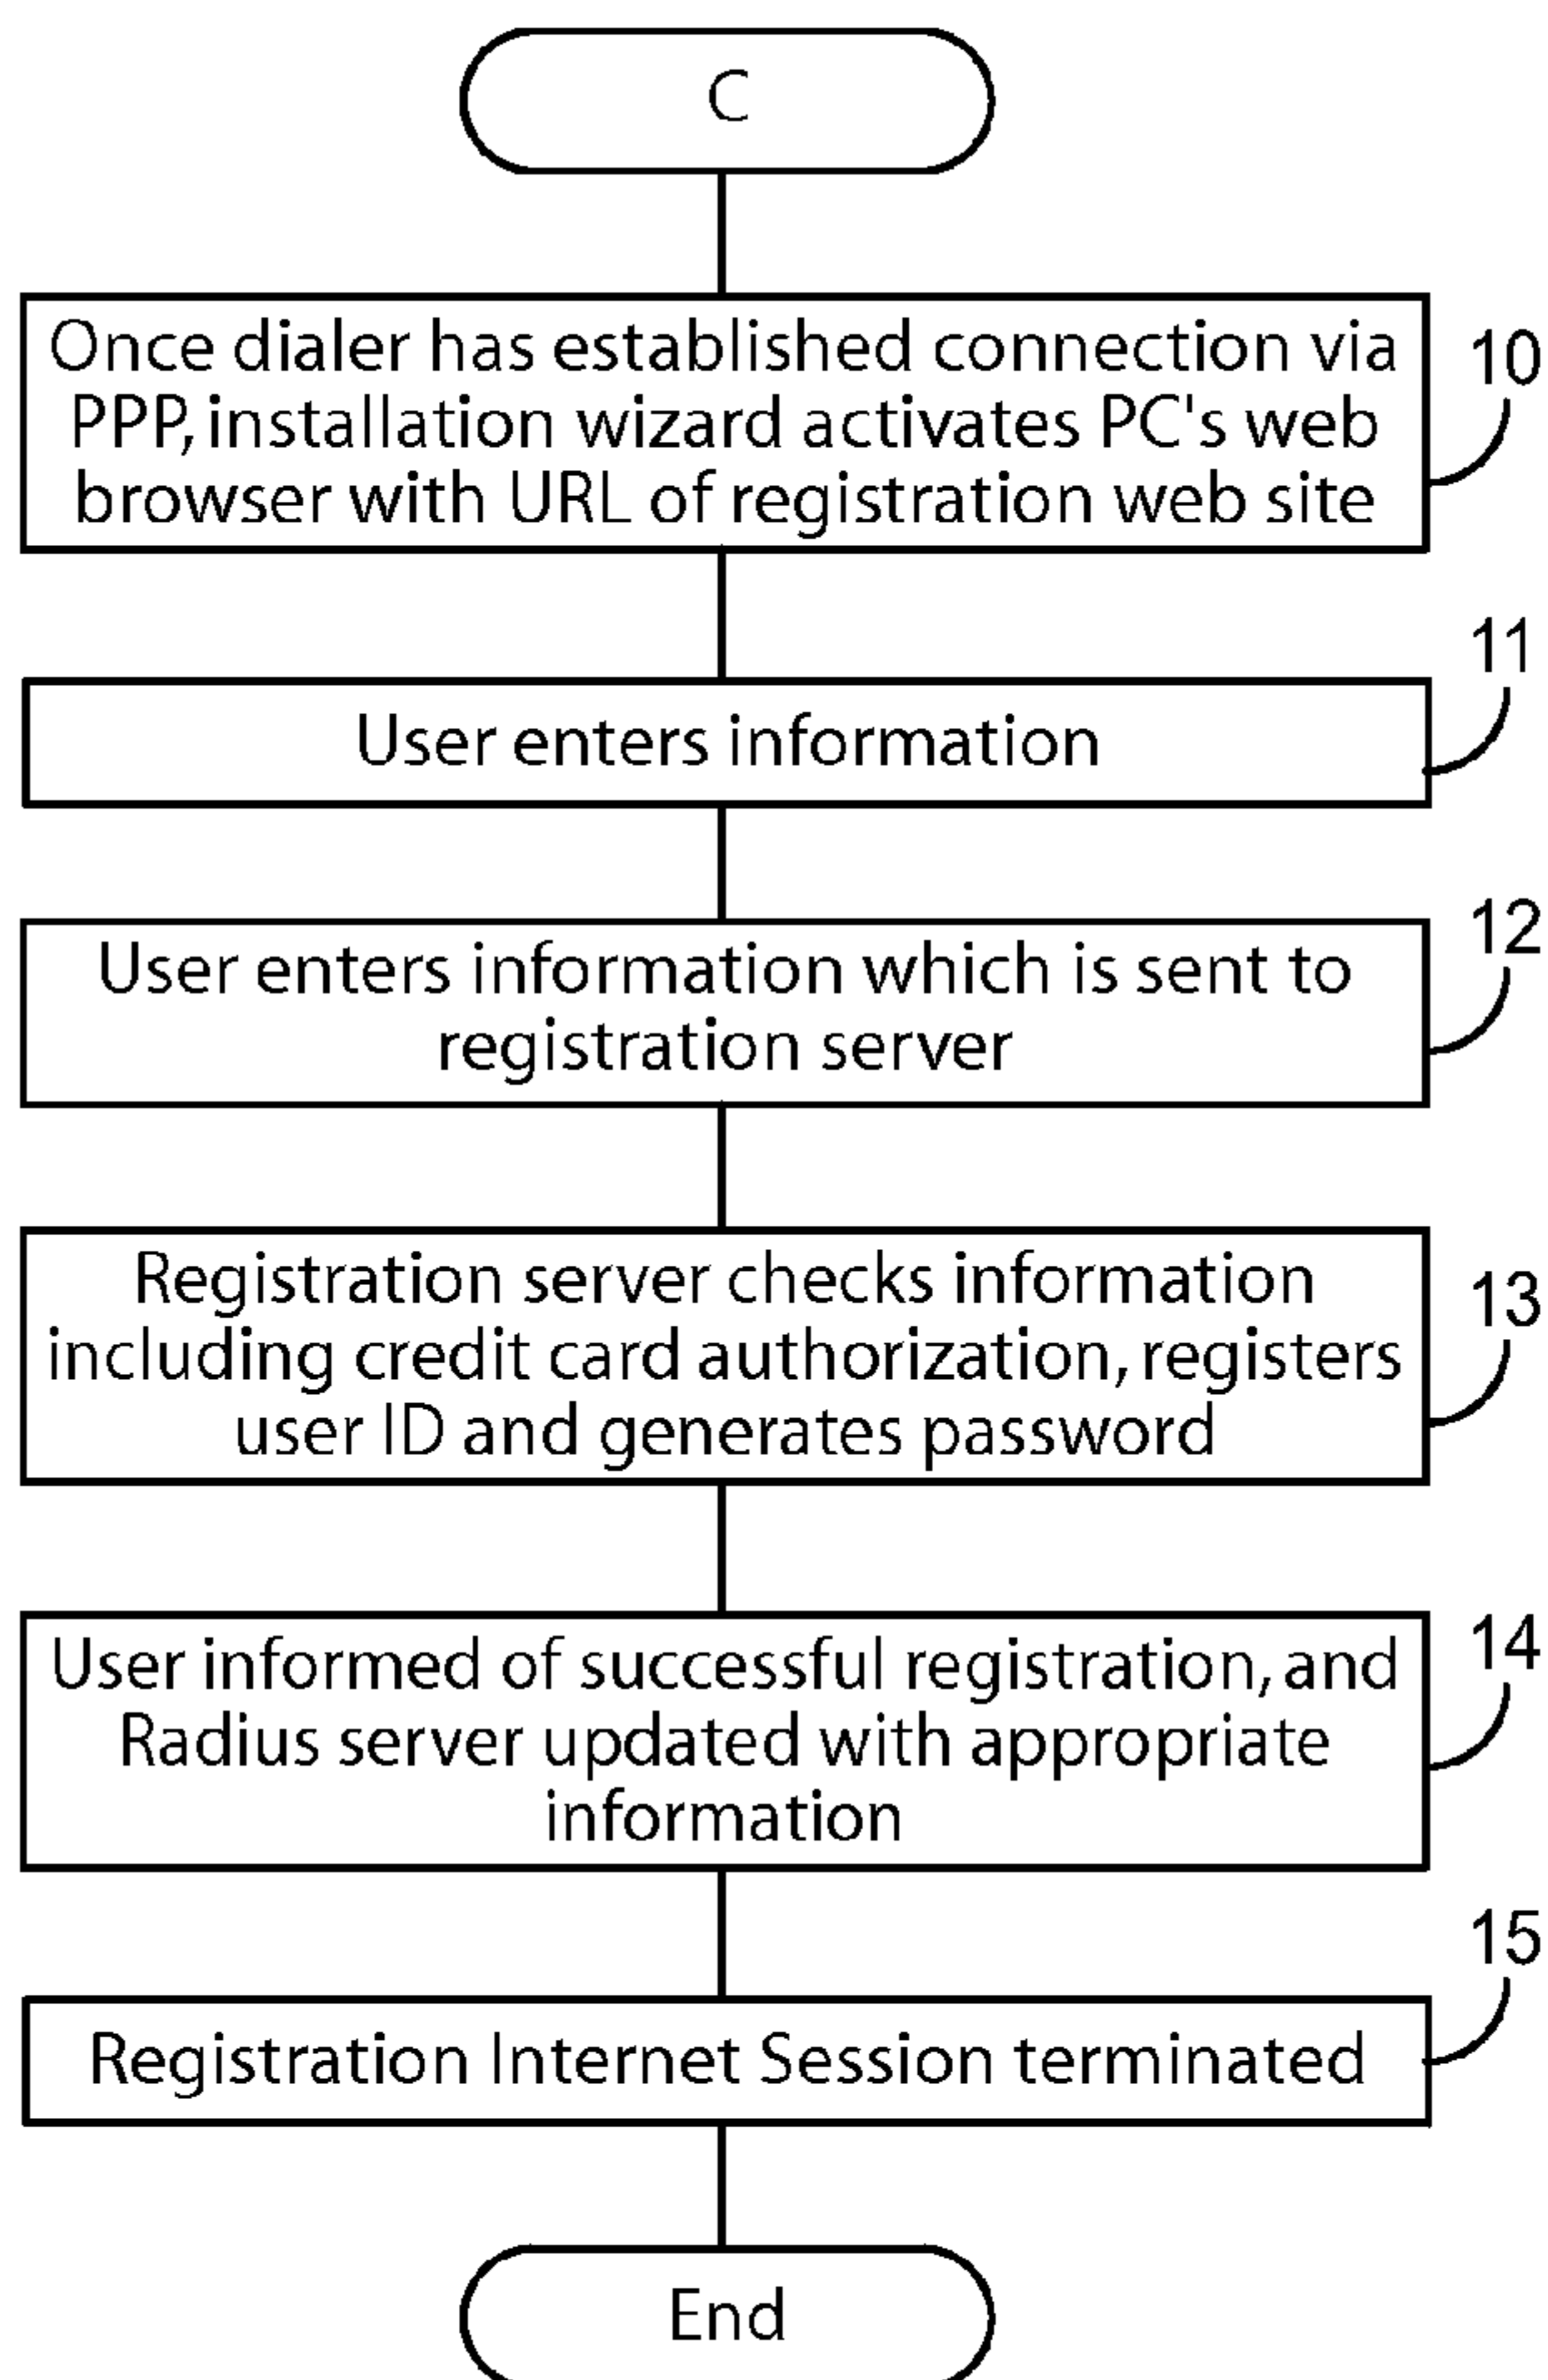 C
Once dialer has established connection via
PPP, installation wizard activates PC's web
browser with URL of registration web site
10
11
User enters information
12
User enters information which is sent to
registration server
Registration server checks information
including credit card authorization, registers
user ID and generates password
13
User informed of successful registration, and
Radius server updated with appropriate
information
14
15
Registration Internet Session terminated
End